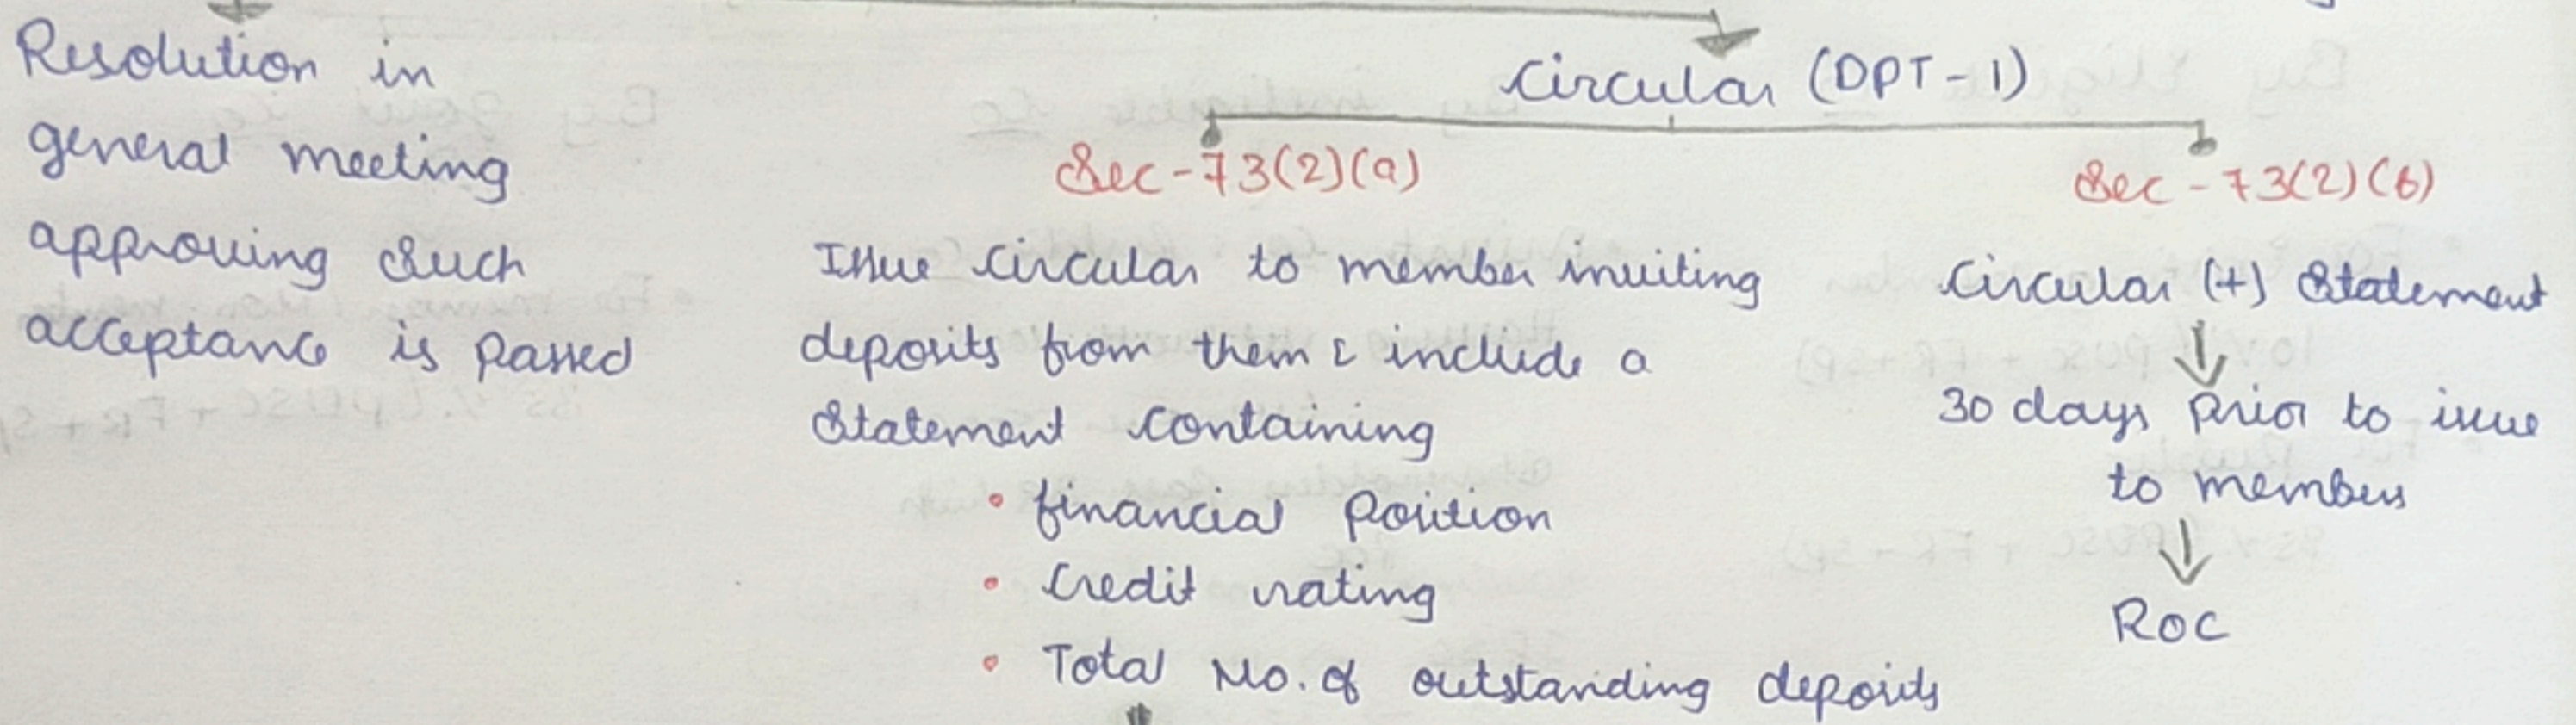 Resolution in
general meeting
approving such
acceptance is passed
Circular (DPT-1)
Sec-73(2)(a)
Issue circular to member inviting
deposits from them & include a
Statement containing
• financial Position
• Credit rating
• Total No. of outstanding deposits
Sec-73(2)(b)
Circular (+) Statement
30 days prior to issue
to members
ROC